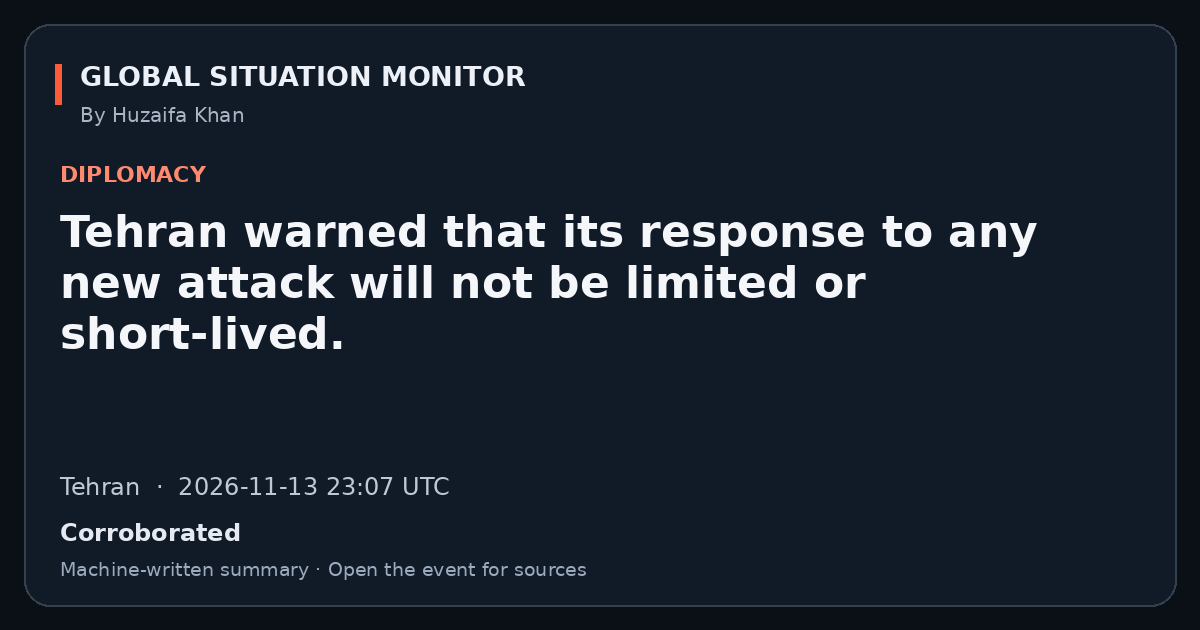 GLOBAL SITUATION MONITOR
By Huzaifa Khan
DIPLOMACY
Tehran warned that its response to any
new attack will not be limited or
short-lived.
Tehran · 2026-11-13 23:07 UTC
Corroborated
Machine-written summary · Open the event for sources